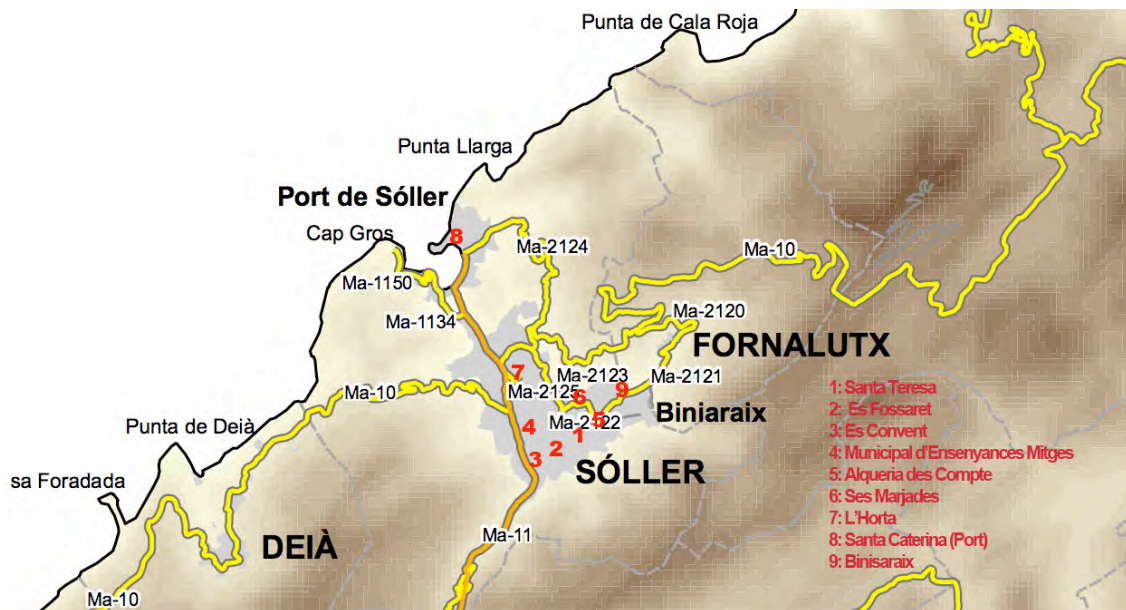 Punta de Cala Roja
Punta Llarga
Port de Sóller
8
Cap Gros
Ma-2124
Ma-10
Ma-1150
Ma-2120
Ma-1134
FORNALUTX
7
Ma-2123
Ma-2121
Ma-10
Ma-2125
6
9
Biniaraix
Punta de Deià
4
Ma-2122
5
1
2
3
SÓLLER
sa Foradada
Ma-11
DEIÀ
Ma-10
1: Santa Teresa
2: Es Fossaret
3: Es Convent
4: Municipal d'Ensenyances Mitges
5: Alqueria des Compte
6: Ses Marjades
7: L'Horta
8: Santa Caterina (Port)
9: Binisaraix